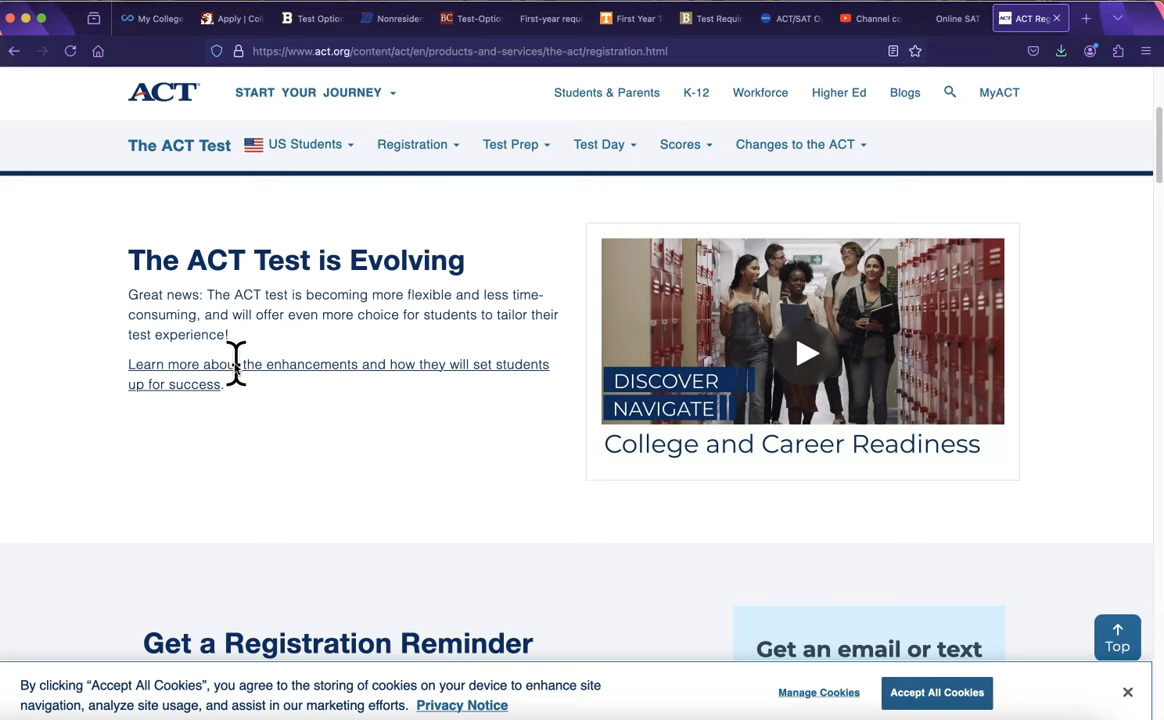 My College
Apply | Col
Test Option
Nonresiden
Test-Option
First-year requ
First Year T
Test Requir
ACT/SAT O
Channel co
Online SAT
ACT Reg
https://www.act.org/content/act/en/products-and-services/the-act/registration.html
ACT START YOUR JOURNEY Students & Parents K-12 Workforce Higher Ed Blogs MyACT
The ACT Test US Students Registration Test Prep Test Day Scores Changes to the ACT
The ACT Test is Evolving
Great news: The ACT test is becoming more flexible and less time-
consuming, and will offer even more choice for students to tailor their
test experience!
Learn more about the enhancements and how they will set students
up for success.
DISCOVER
NAVIGATE
College and Career Readiness
Get a Registration Reminder
Get an email or text
Top
By clicking “Accept All Cookies”, you agree to the storing of cookies on your device to enhance site
navigation, analyze site usage, and assist in our marketing efforts. Privacy Notice
Manage Cookies
Accept All Cookies